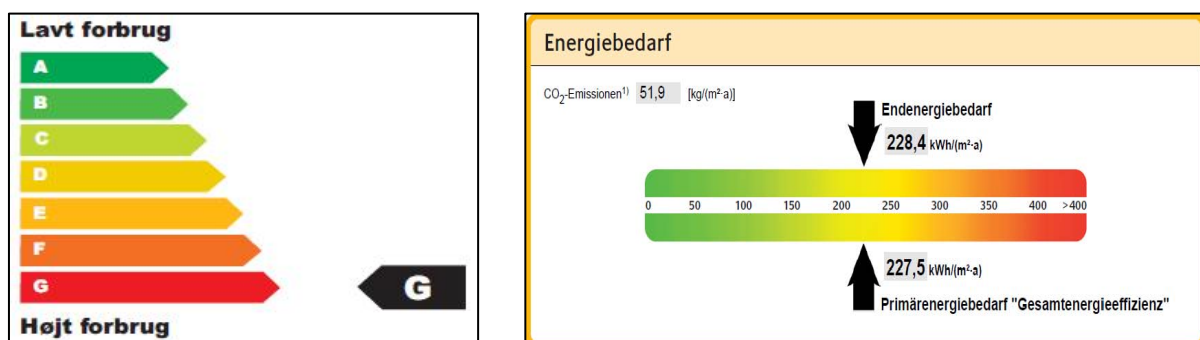 Lavt forbrug
A
B
C
D
E
F
G
G
Højt forbrug
Energiebedarf
CO₂-Emissionen¹⁾ 51,9 [kg/(m²·a)]
Endenergiebedarf
228,4 kWh/(m²·a)
0 50 100 150 200 250 300 350 400 >400
227,5 kWh/(m²·a)
Primärenergiebedarf "Gesamtenergieeffizienz"